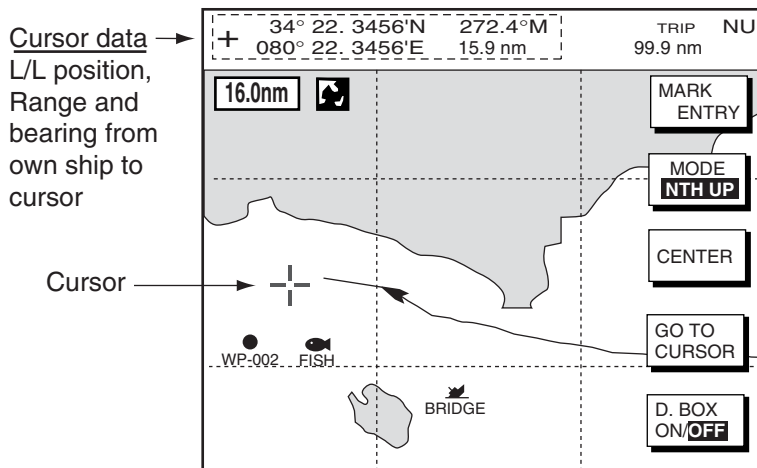 Cursor data
L/L position,
Range and
bearing from
own ship to
cursor
Cursor
+ 34° 22. 3456'N 272.4°M TRIP NU
080° 22. 3456'E 15.9 nm 99.9 nm
16.0nm
MARK
ENTRY
MODE
NTH UP
CENTER
GO TO
CURSOR
D. BOX
ON/OFF
WP-002 FISH
BRIDGE